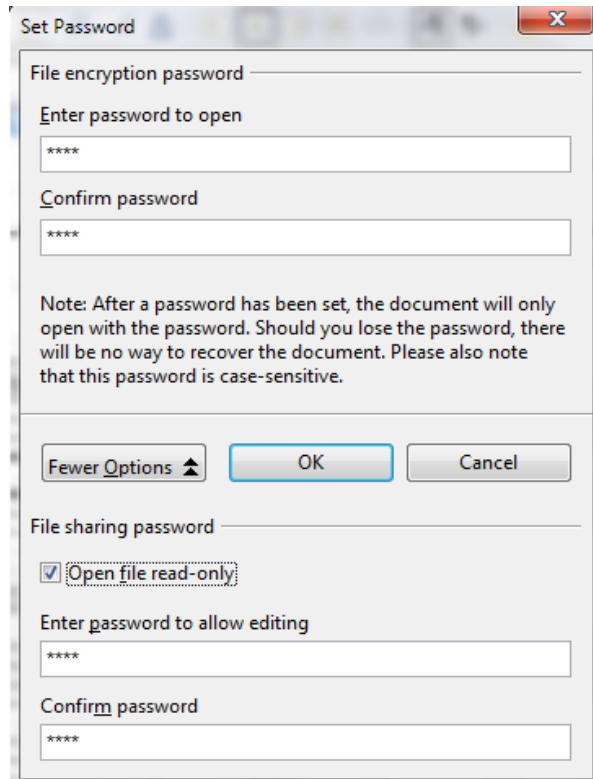 Set Password
File encryption password
Enter password to open
****
Confirm password
****
Note: After a password has been set, the document will only
open with the password. Should you lose the password, there
will be no way to recover the document. Please also note
that this password is case-sensitive.
Fewer Options OK Cancel
File sharing password
Open file read-only
Enter password to allow editing
****
Confirm password
****